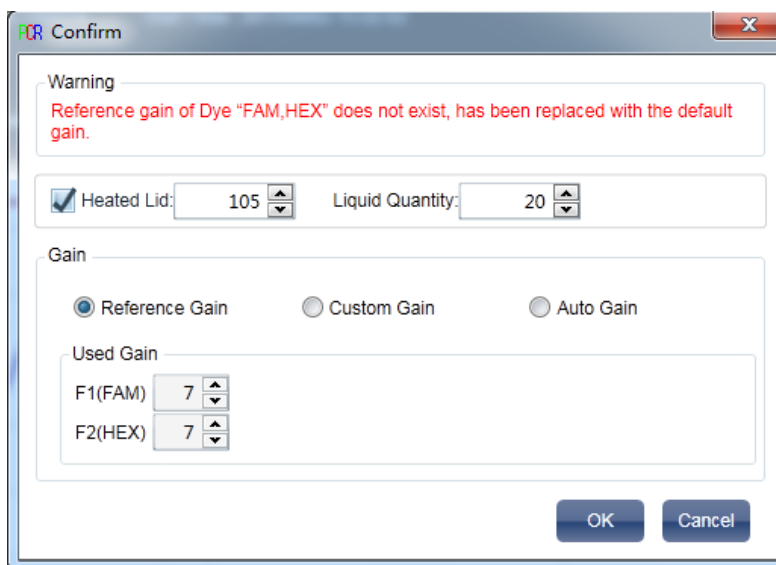 PCR Confirm
Warning
Reference gain of Dye “FAM,HEX” does not exist, has been replaced with the default
gain.
Heated Lid: 105 Liquid Quantity: 20
Gain
Reference Gain Custom Gain Auto Gain
Used Gain
F1(FAM) 7
F2(HEX) 7
OK Cancel